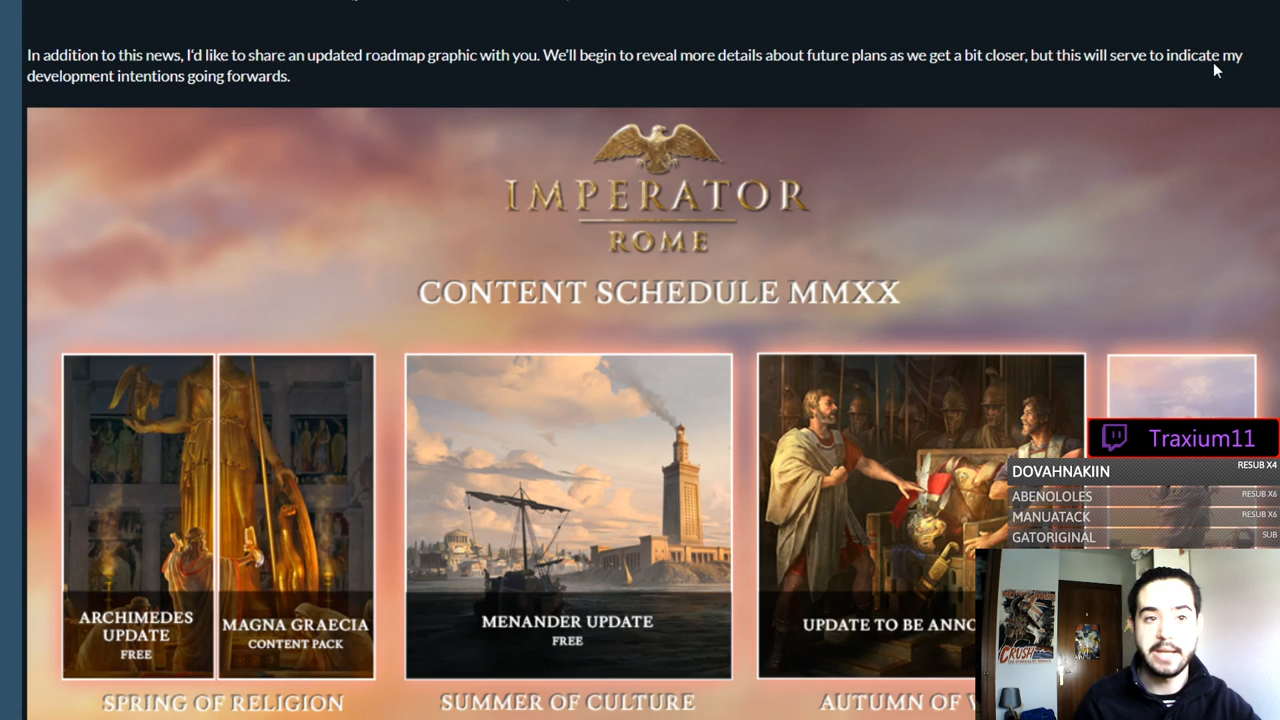 In addition to this news, I'd like to share an updated roadmap graphic with you. We'll begin to reveal more details about future plans as we get a bit closer, but this will serve to indicate my
development intentions going forwards.
IMPERATOR
ROME
CONTENT SCHEDULE MMXX
ARCHIMEDES
UPDATE
FREE
MAGNA GRAECIA
CONTENT PACK
SPRING OF RELIGION
MENANDER UPDATE
FREE
SUMMER OF CULTURE
UPDATE TO BE
AUTUMN OF
Traxium11
DOVAHNAKIIN RESUB X4
ABENOLOLES RESUB X6
MANUATACK RESUB X6
GATORIGINAL SUB
CRUSH